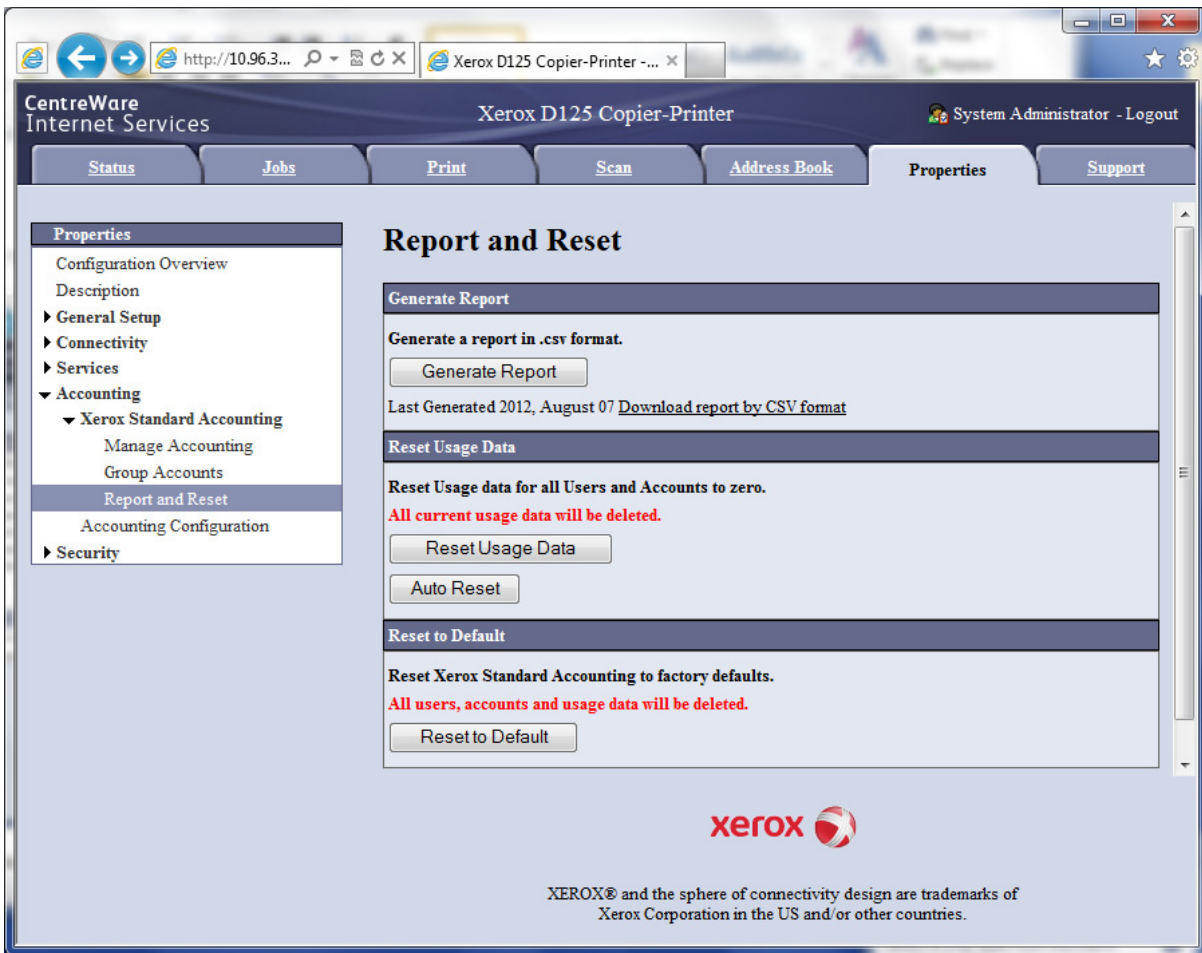 http://10.96.3...
Xerox D125 Copier-Printer -...
CentreWare
Internet Services
Xerox D125 Copier-Printer
System Administrator - Logout
Status
Jobs
Print
Scan
Address Book
Properties
Support
Properties
Configuration Overview
Description
General Setup
Connectivity
Services
Accounting
Xerox Standard Accounting
Manage Accounting
Group Accounts
Report and Reset
Accounting Configuration
Security
Report and Reset
Generate Report
Generate a report in .csv format.
Generate Report
Last Generated 2012, August 07 Download report by CSV format
Reset Usage Data
Reset Usage data for all Users and Accounts to zero.
All current usage data will be deleted.
Reset Usage Data
Auto Reset
Reset to Default
Reset Xerox Standard Accounting to factory defaults.
All users, accounts and usage data will be deleted.
Reset to Default
xerox
XEROX® and the sphere of connectivity design are trademarks of
Xerox Corporation in the US and/or other countries.